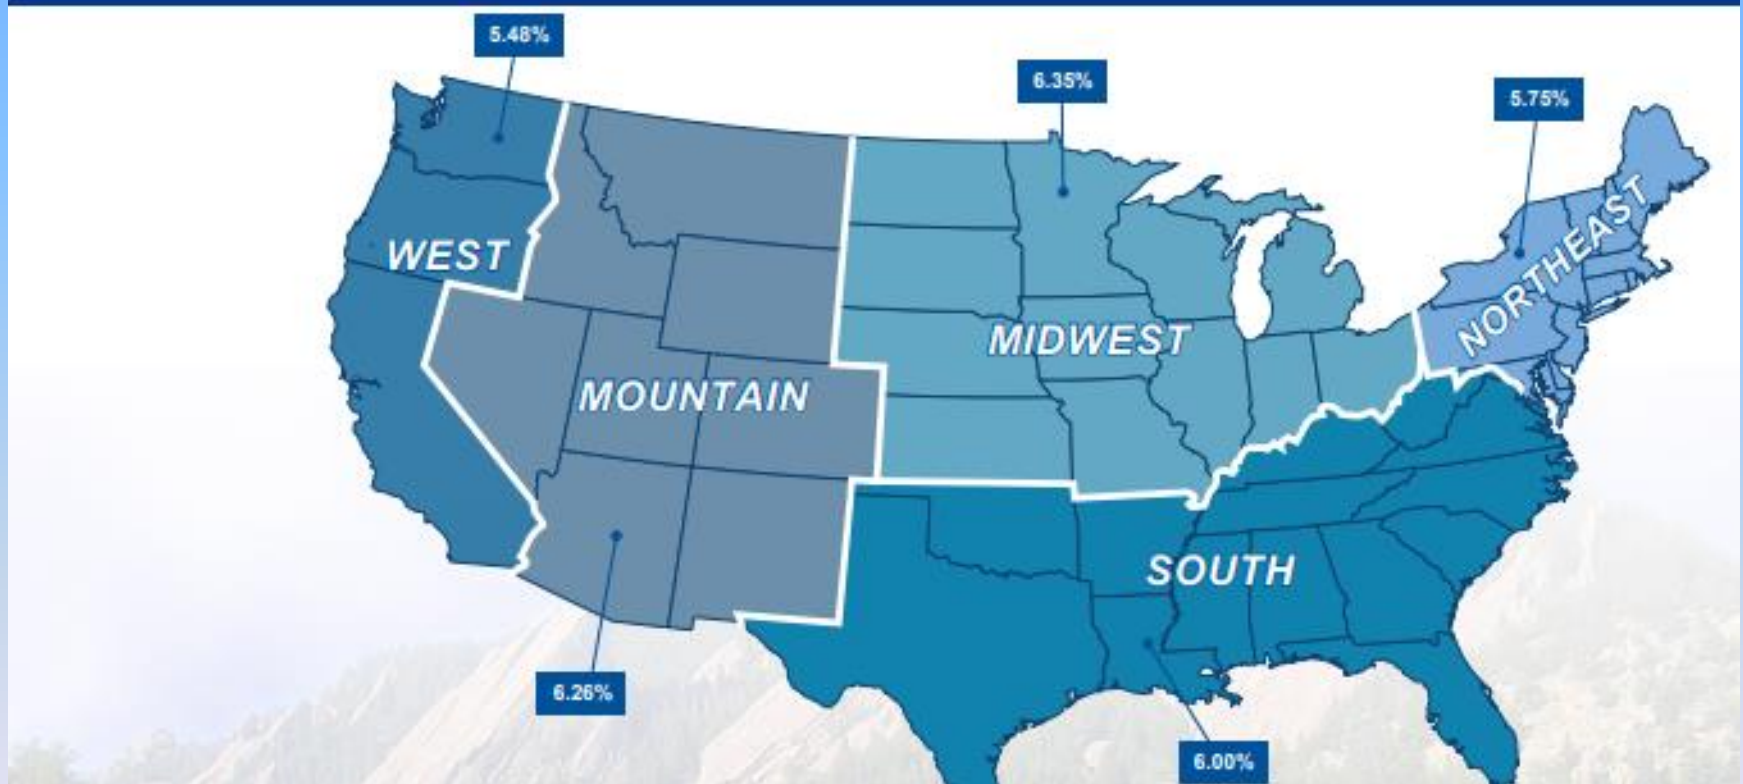 5.48%
6.35%
5.75%
WEST
NORTHEAST
MIDWEST
MOUNTAIN
SOUTH
6.26%
6.00%